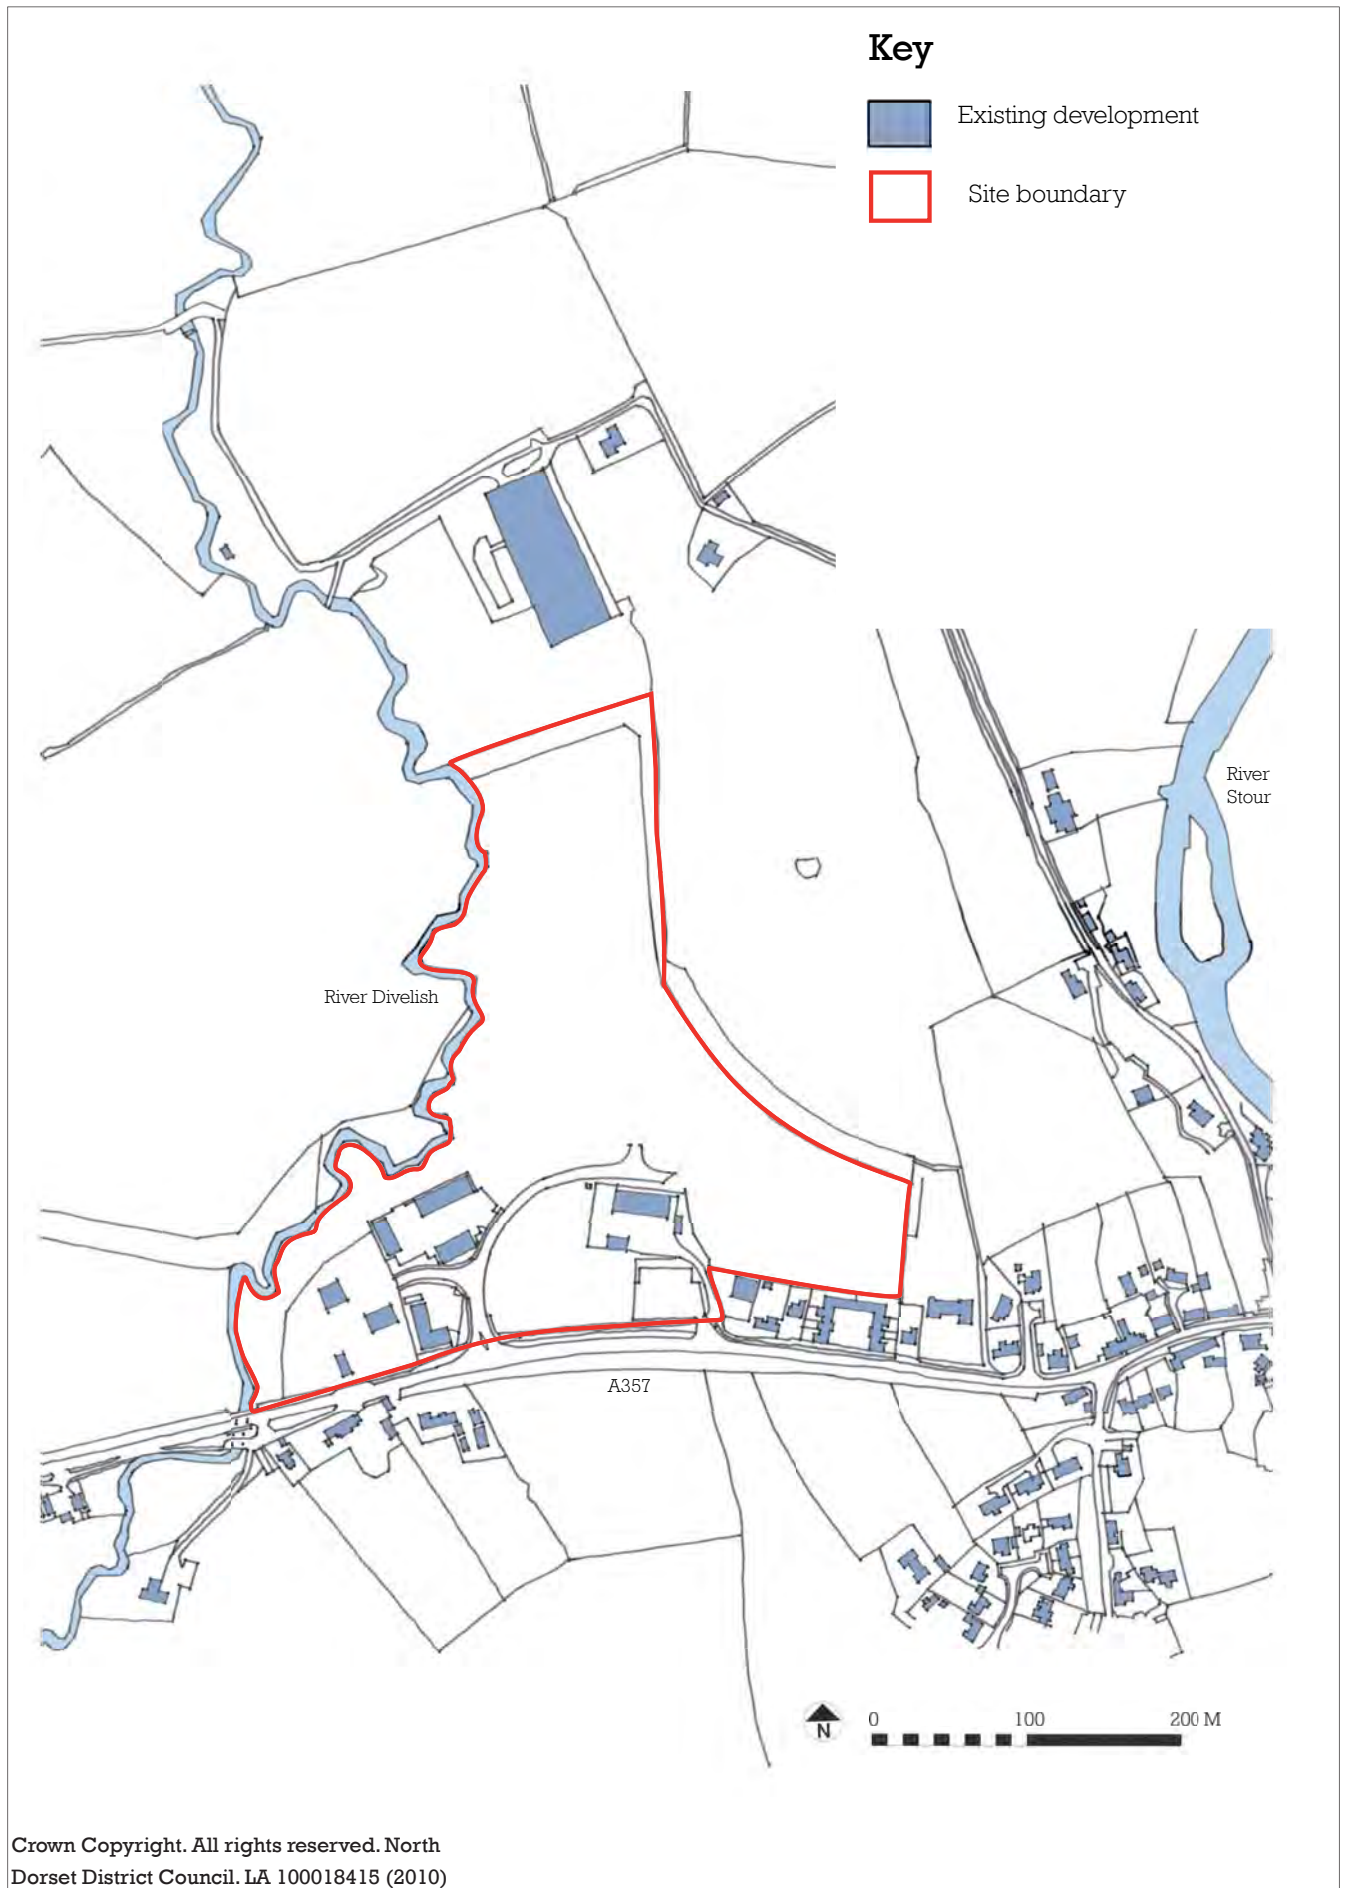 Key
Existing development
Site boundary
River
Stour
River Divelish
A357
N
0 100 200 M
Crown Copyright. All rights reserved. North
Dorset District Council. LA 100018415 (2010)